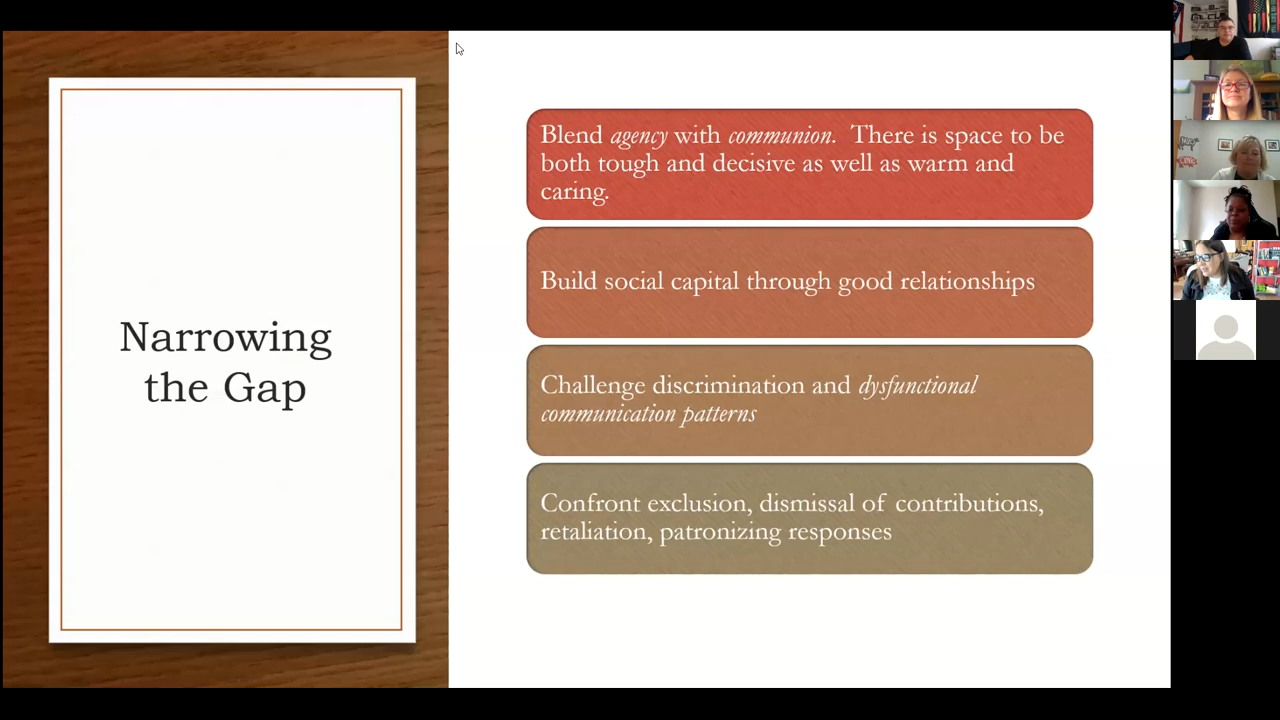 Narrowing
the Gap
Blend agency with communion. There is space to be
both tough and decisive as well as warm and
caring.
Build social capital through good relationships
Challenge discrimination and dysfunctional
communication patterns
Confront exclusion, dismissal of contributions,
retaliation, patronizing responses